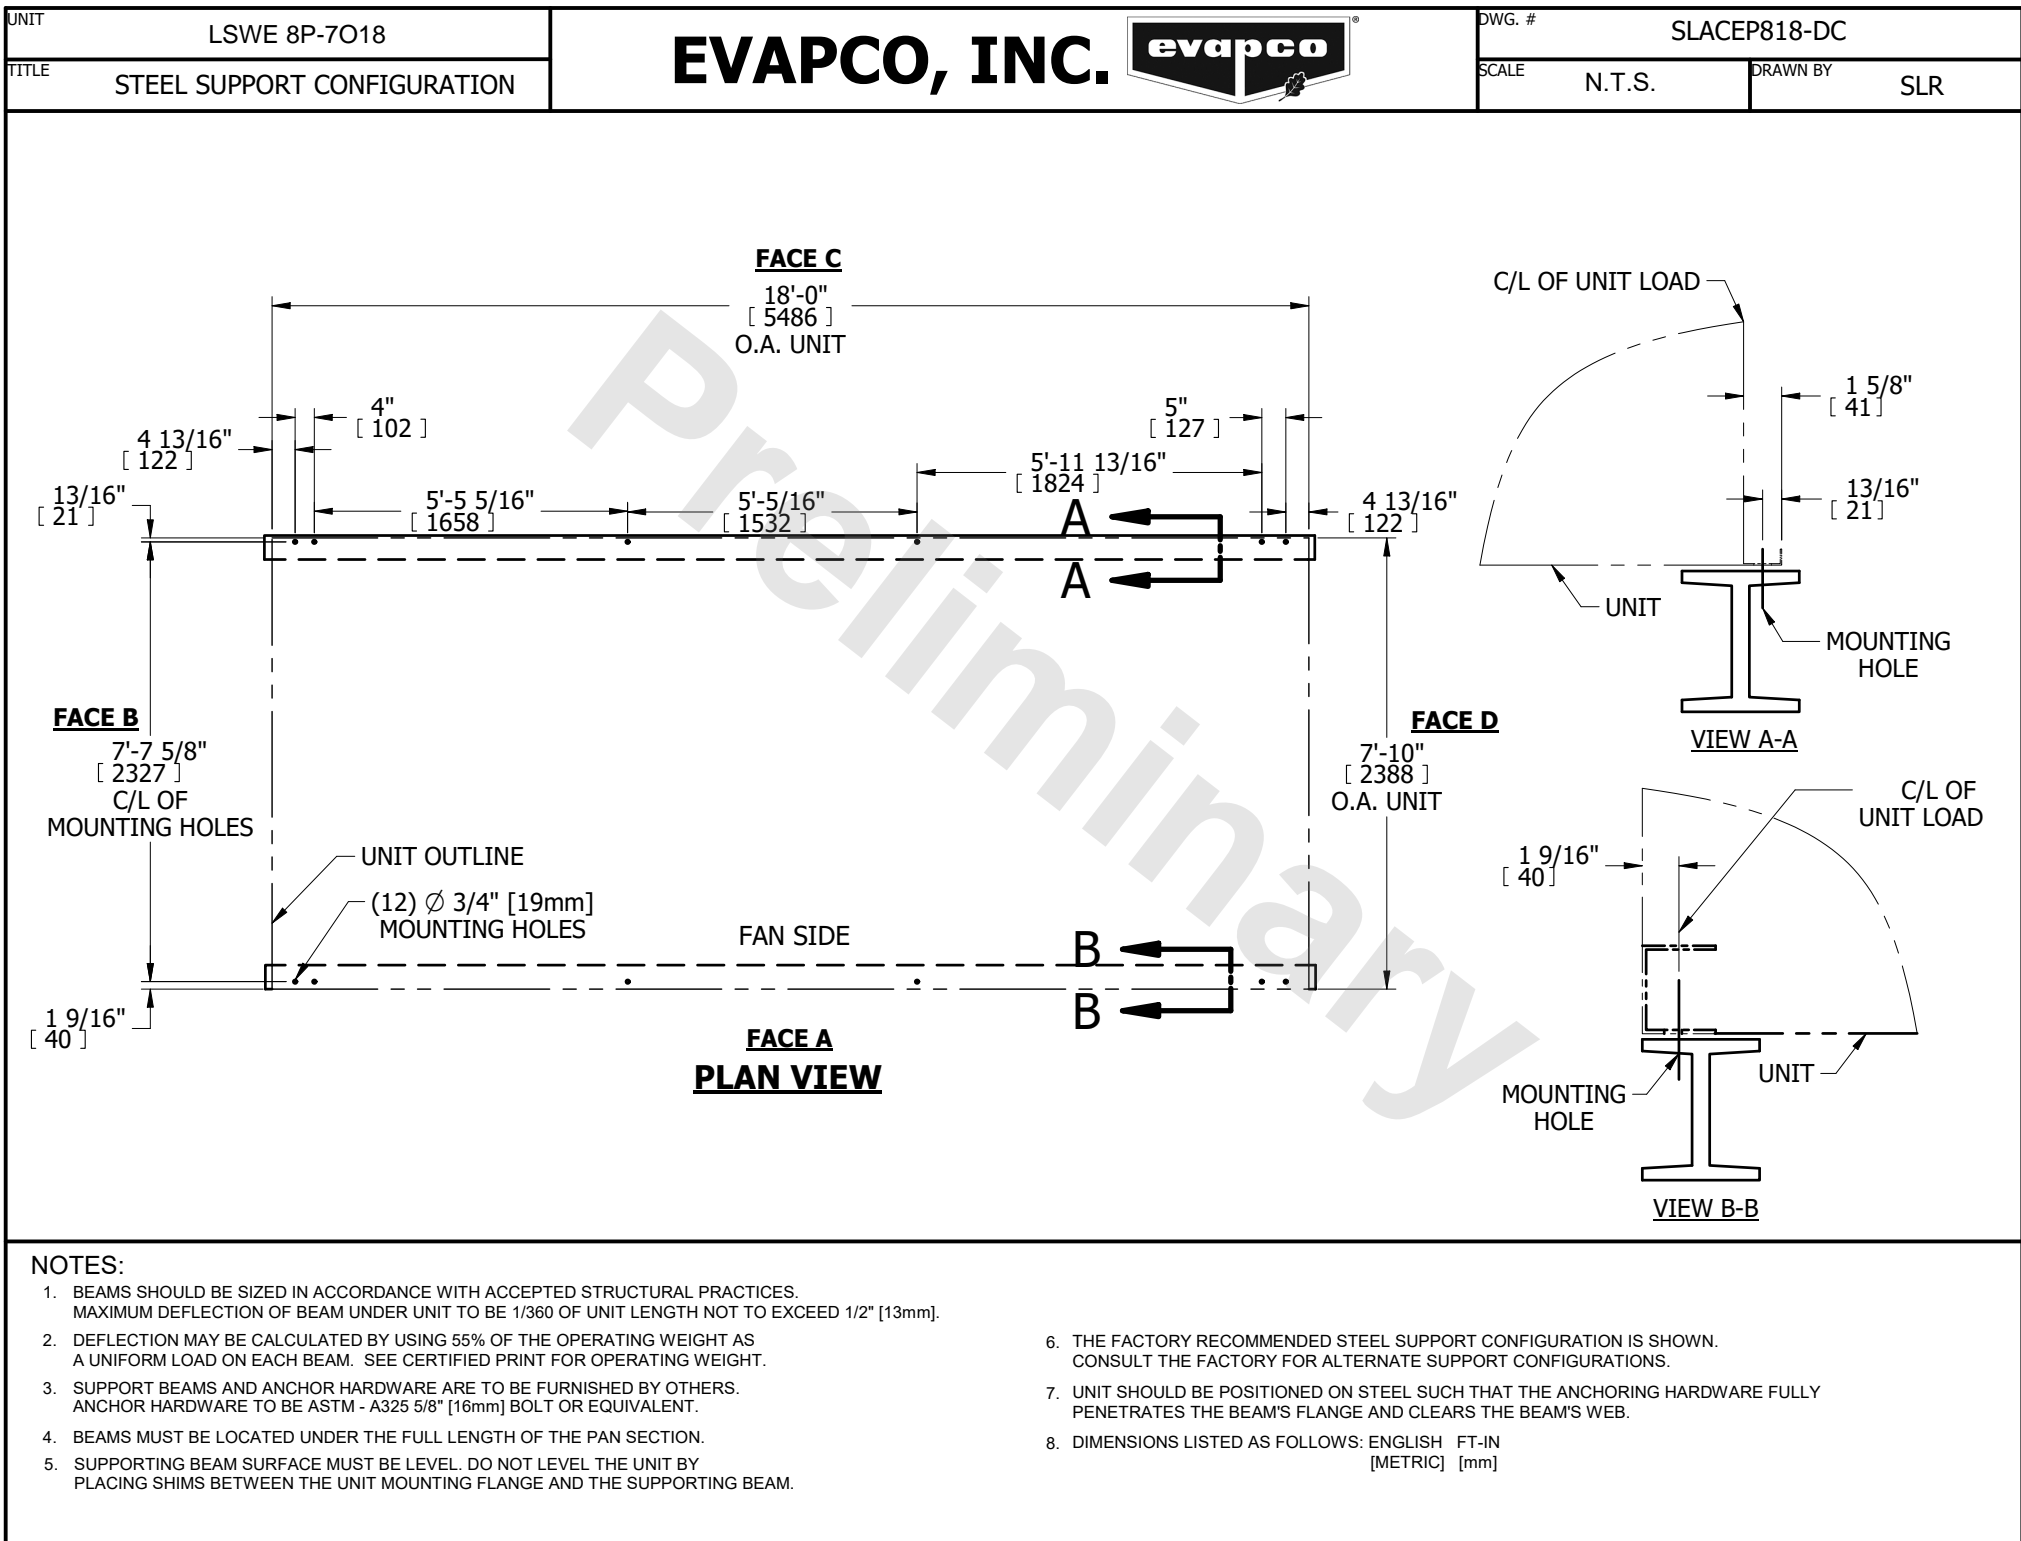 UNIT
LSWE 8P-7O18
TITLE
STEEL SUPPORT CONFIGURATION
EVAPCO, INC.
evapco
®
DWG. #
SLACEP818-DC
SCALE
N.T.S.
DRAWN BY
SLR
FACE C
18'-0"
[ 5486 ]
O.A. UNIT
4"
[ 102 ]
4 13/16"
[ 122 ]
13/16"
[ 21 ]
5'-5 5/16"
[ 1658 ]
5'-5/16"
[ 1532 ]
5'-11 13/16"
[ 1824 ]
5"
[ 127 ]
4 13/16"
[ 122 ]
A
A
FACE B
7'-7 5/8"
[ 2327 ]
C/L OF
MOUNTING HOLES
FACE D
7'-10"
[ 2388 ]
O.A. UNIT
UNIT OUTLINE
(12) ∅ 3/4" [19mm]
MOUNTING HOLES
FAN SIDE
B
B
1 9/16"
[ 40 ]
FACE A
PLAN VIEW
Preliminary
C/L OF UNIT LOAD
1 5/8"
[ 41 ]
13/16"
[ 21 ]
UNIT
MOUNTING
HOLE
VIEW A-A
C/L OF
UNIT LOAD
1 9/16"
[ 40 ]
UNIT
MOUNTING
HOLE
VIEW B-B
NOTES:
1. BEAMS SHOULD BE SIZED IN ACCORDANCE WITH ACCEPTED STRUCTURAL PRACTICES.
MAXIMUM DEFLECTION OF BEAM UNDER UNIT TO BE 1/360 OF UNIT LENGTH NOT TO EXCEED 1/2" [13mm].
2. DEFLECTION MAY BE CALCULATED BY USING 55% OF THE OPERATING WEIGHT AS
A UNIFORM LOAD ON EACH BEAM. SEE CERTIFIED PRINT FOR OPERATING WEIGHT.
3. SUPPORT BEAMS AND ANCHOR HARDWARE ARE TO BE FURNISHED BY OTHERS.
ANCHOR HARDWARE TO BE ASTM - A325 5/8" [16mm] BOLT OR EQUIVALENT.
4. BEAMS MUST BE LOCATED UNDER THE FULL LENGTH OF THE PAN SECTION.
5. SUPPORTING BEAM SURFACE MUST BE LEVEL. DO NOT LEVEL THE UNIT BY
PLACING SHIMS BETWEEN THE UNIT MOUNTING FLANGE AND THE SUPPORTING BEAM.
6. THE FACTORY RECOMMENDED STEEL SUPPORT CONFIGURATION IS SHOWN.
CONSULT THE FACTORY FOR ALTERNATE SUPPORT CONFIGURATIONS.
7. UNIT SHOULD BE POSITIONED ON STEEL SUCH THAT THE ANCHORING HARDWARE FULLY
PENETRATES THE BEAM'S FLANGE AND CLEARS THE BEAM'S WEB.
8. DIMENSIONS LISTED AS FOLLOWS: ENGLISH FT-IN
[METRIC] [mm]